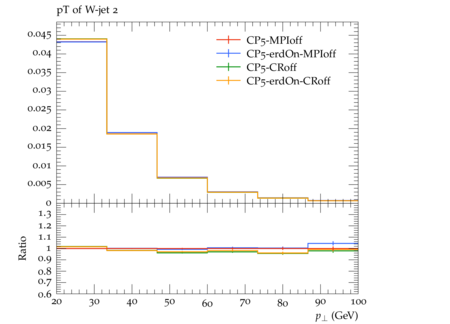 pT of W-jet 2
CP5-MPIoff
CP5-erdOn-MPIoff
CP5-CRoff
CP5-erdOn-CRoff
0.045
0.04
0.035
0.03
0.025
0.02
0.015
0.01
0.005
0
1.3
1.2
1.1
1
0.9
0.8
0.7
0.6
Ratio
20 30 40 50 60 70 80 90 100
p⊥ (GeV)